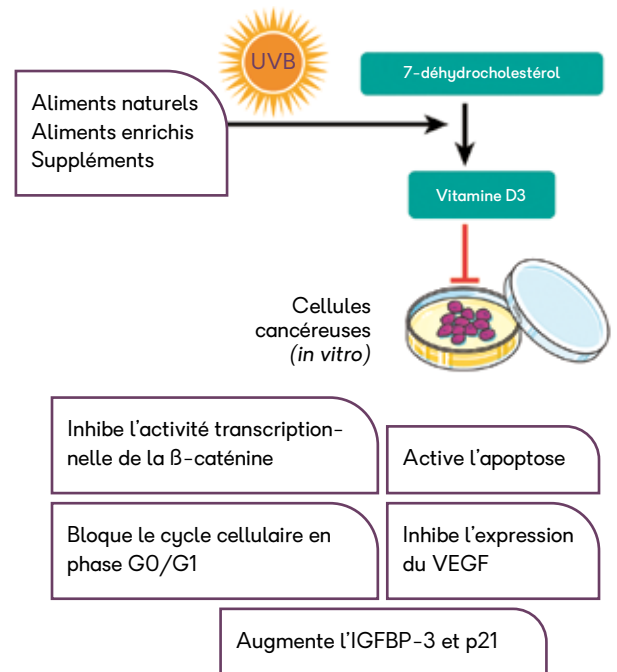 UVB
7-déhydrocholestérol
Aliments naturels
Aliments enrichis
Suppléments
Vitamine D3
Cellules
cancéreuses
(in vitro)
Inhibe l'activité transcription-
nelle de la ß-caténine
Active l'apoptose
Bloque le cycle cellulaire en
phase G0/G1
Inhibe l'expression
du VEGF
Augmente l'IGFBP-3 et p21